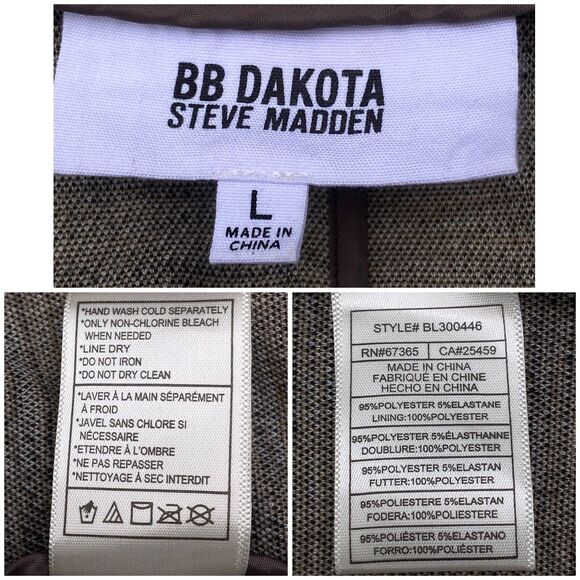 BB DAKOTA
STEVE MADDEN
L
MADE IN
CHINA
*HAND WASH COLD SEPARATELY
*ONLY NON-CHLORINE BLEACH
WHEN NEEDED
*LINE DRY
*DO NOT IRON
*DO NOT DRY CLEAN
*LAVER À LA MAIN SÉPARÉMENT
À FROID
*JAVEL SANS CHLORE SI
NÉCESSAIRE
*ETENDRE À L'OMBRE
*NE PAS REPASSER
*NETTOYAGE À SEC INTERDIT
STYLE# BL300446
RN#67365 CA#25459
MADE IN CHINA
FABRIQUÉ EN CHINE
HECHO EN CHINA
95%POLYESTER 5%ELASTANE
LINING:100%POLYESTER
95%POLYESTER 5%ÉLASTHANNE
DOUBLURE:100%POLYESTER
95%POLYESTER 5%ELASTAN
FUTTER:100%POLYESTER
95%POLIESTERE 5%ELASTAN
FODERA:100%POLIESTERE
95%POLIÉSTER 5%ELASTANO
FORRO:100%POLIÉSTER